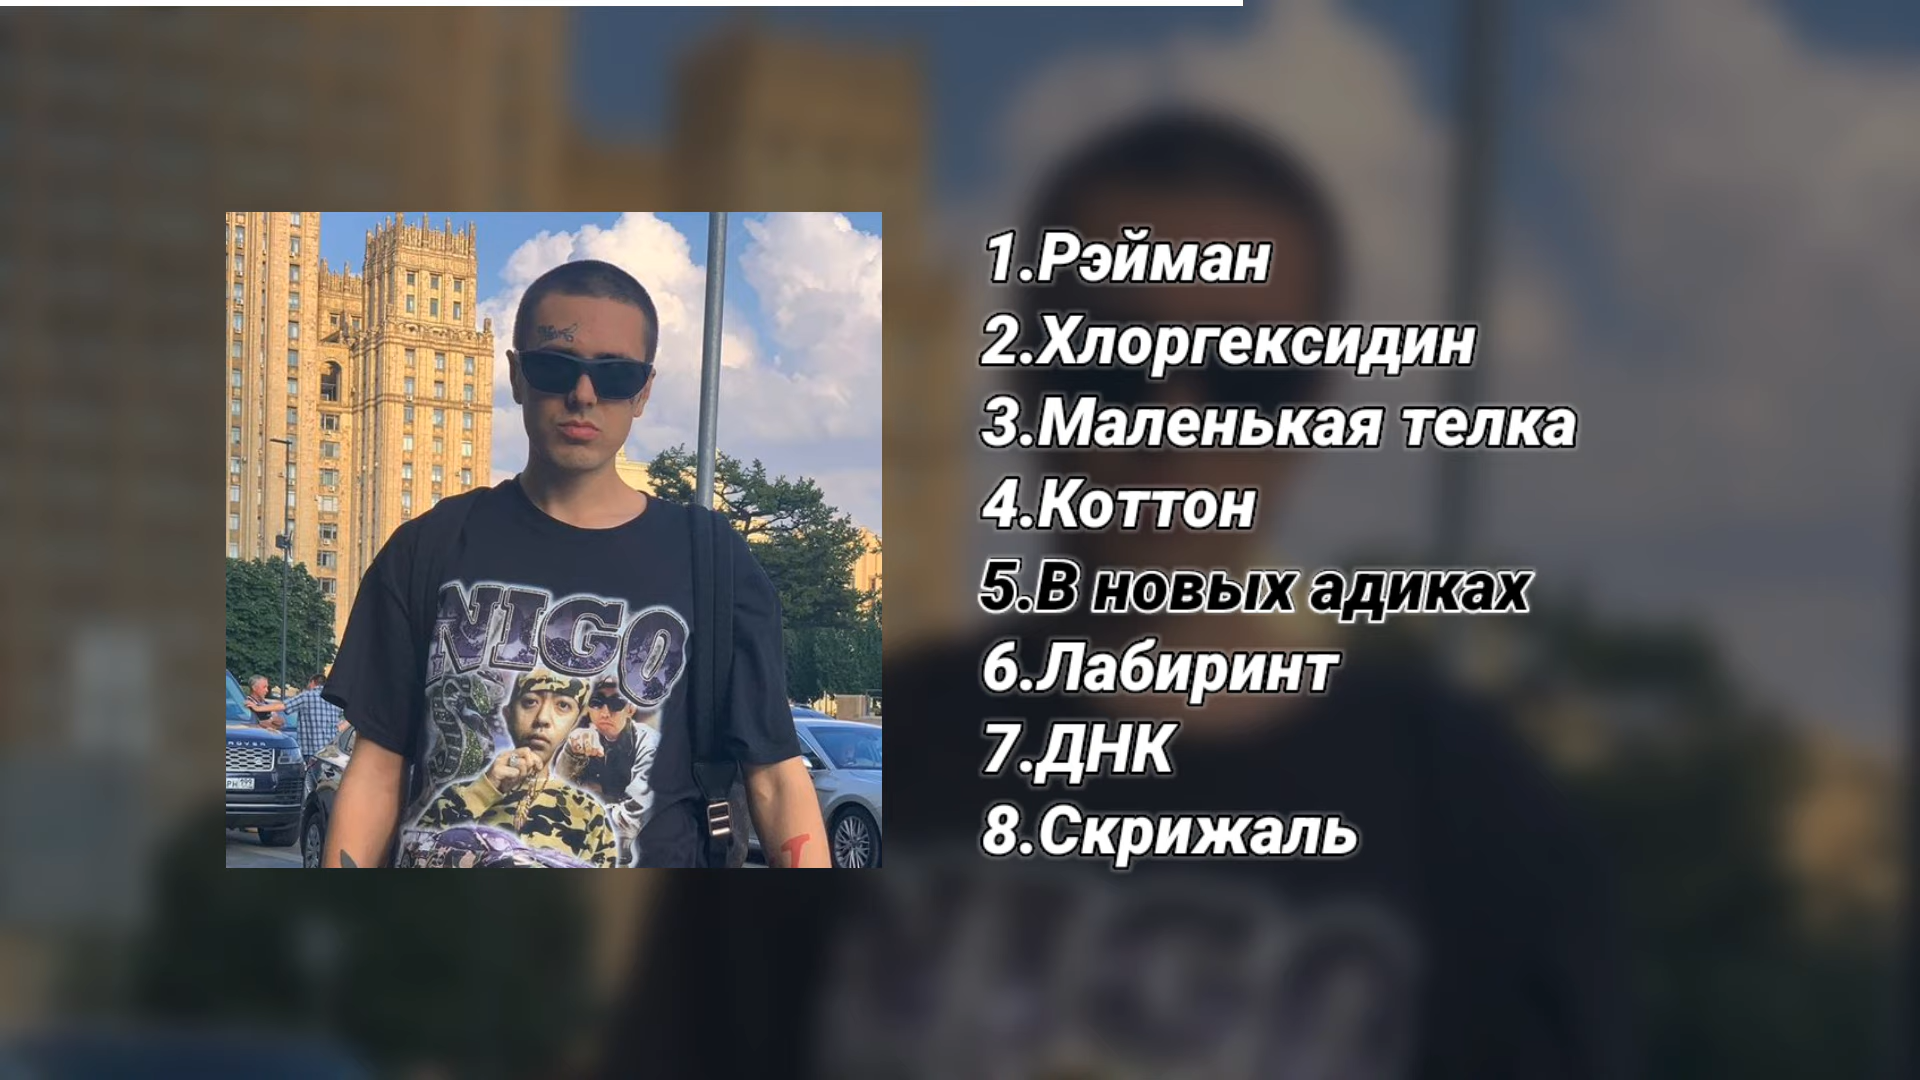 1.Рэйман
2.Хлоргексидин
3.Маленькая телка
4.Коттон
5.В новых адиках
6.Лабиринт
7.ДНК
8.Скрижаль
NIGO